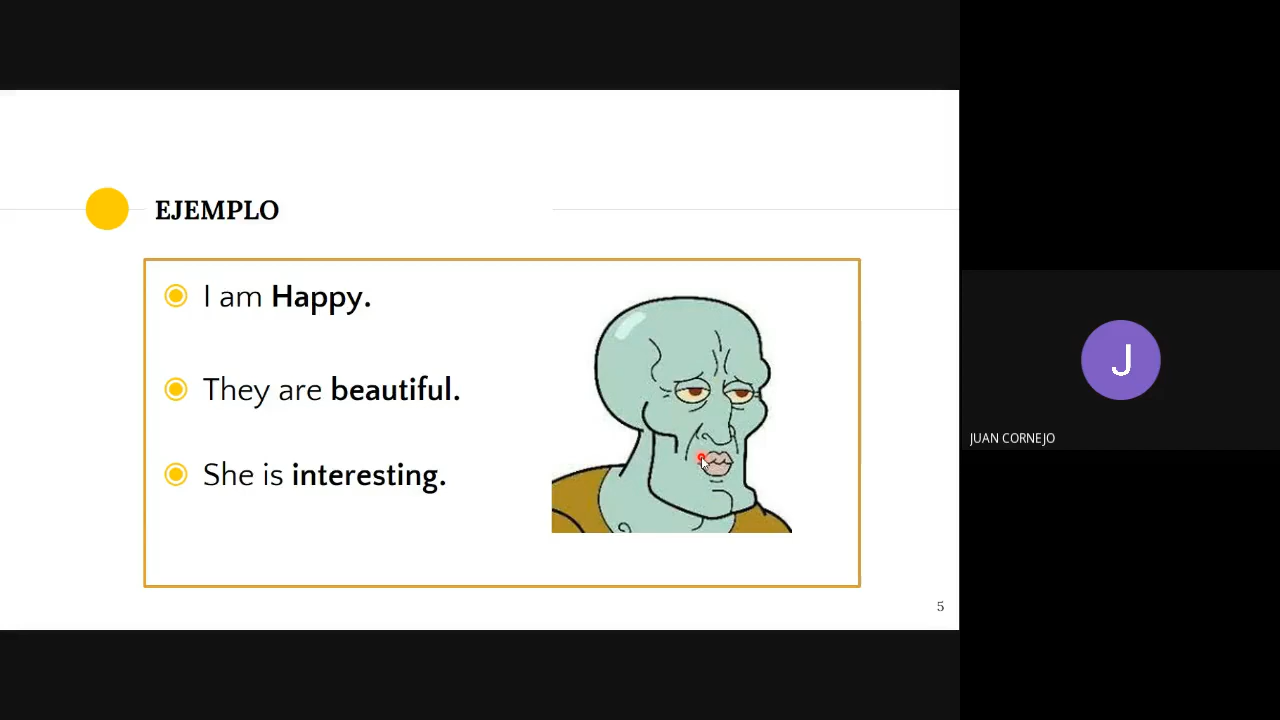 EJEMPLO
I am Happy.
They are beautiful.
She is interesting.
5
J
JUAN CORNEJO